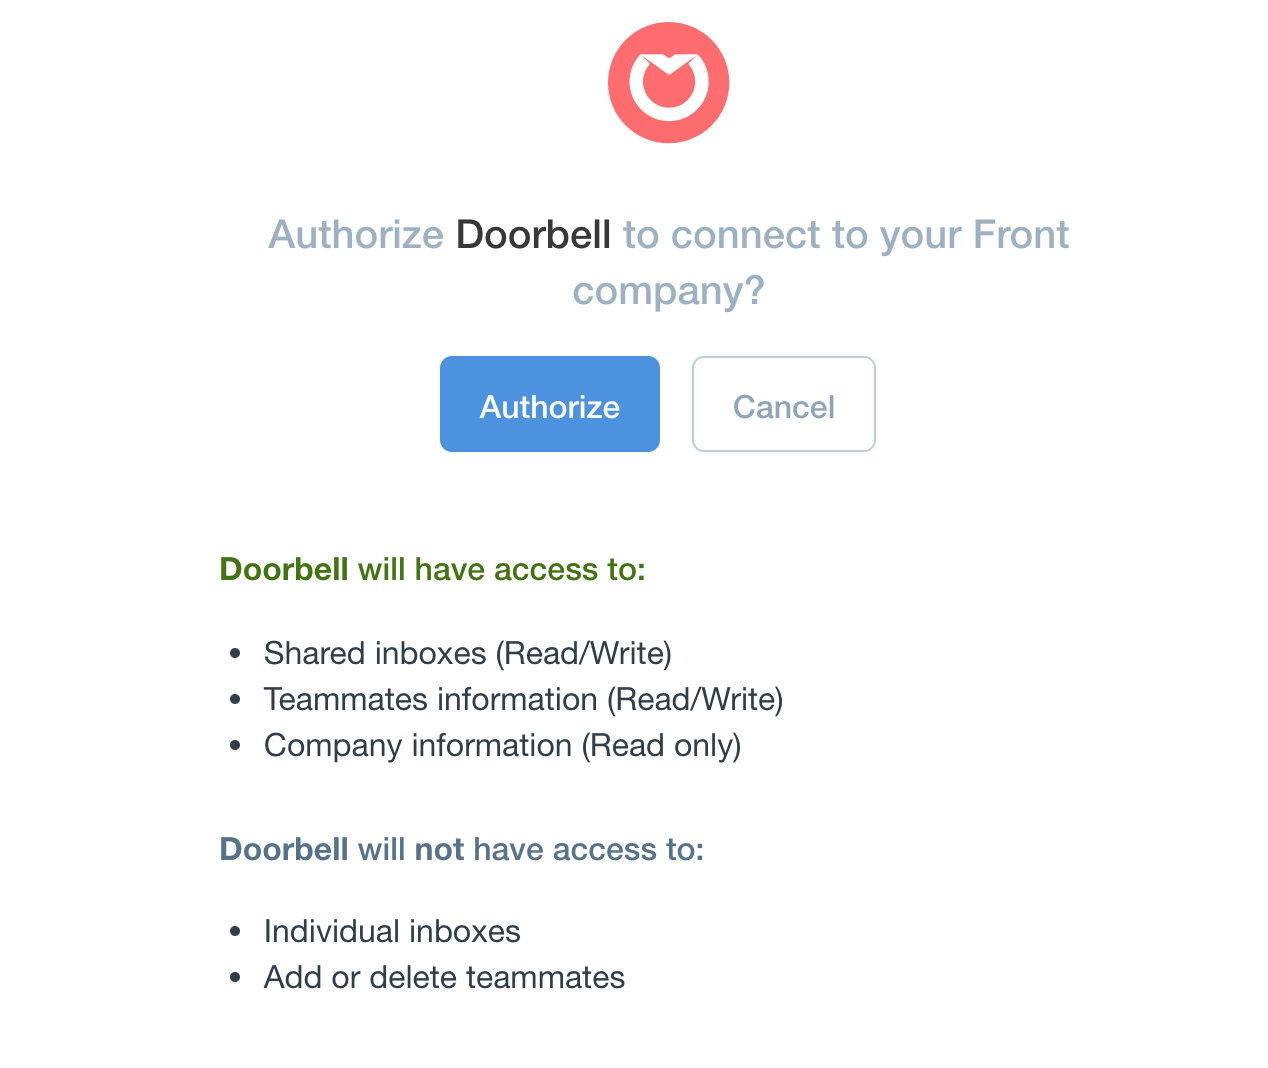 Authorize Doorbell to connect to your Front
company?
Authorize
Cancel
Doorbell will have access to:
• Shared inboxes (Read/Write)
• Teammates information (Read/Write)
• Company information (Read only)
Doorbell will not have access to:
• Individual inboxes
• Add or delete teammates